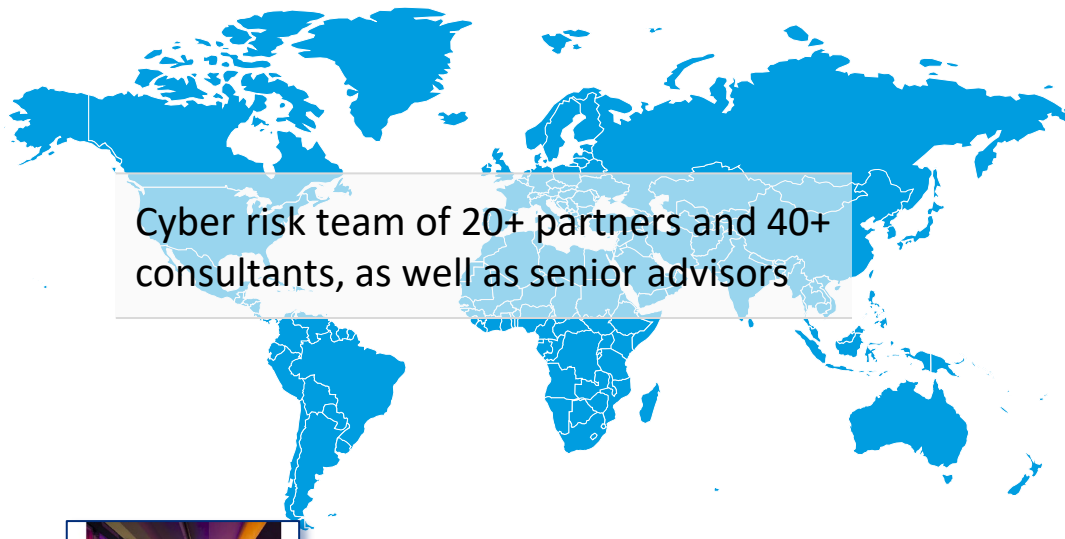 Cyber risk team of 20+ partners and 40+
consultants, as well as senior advisors